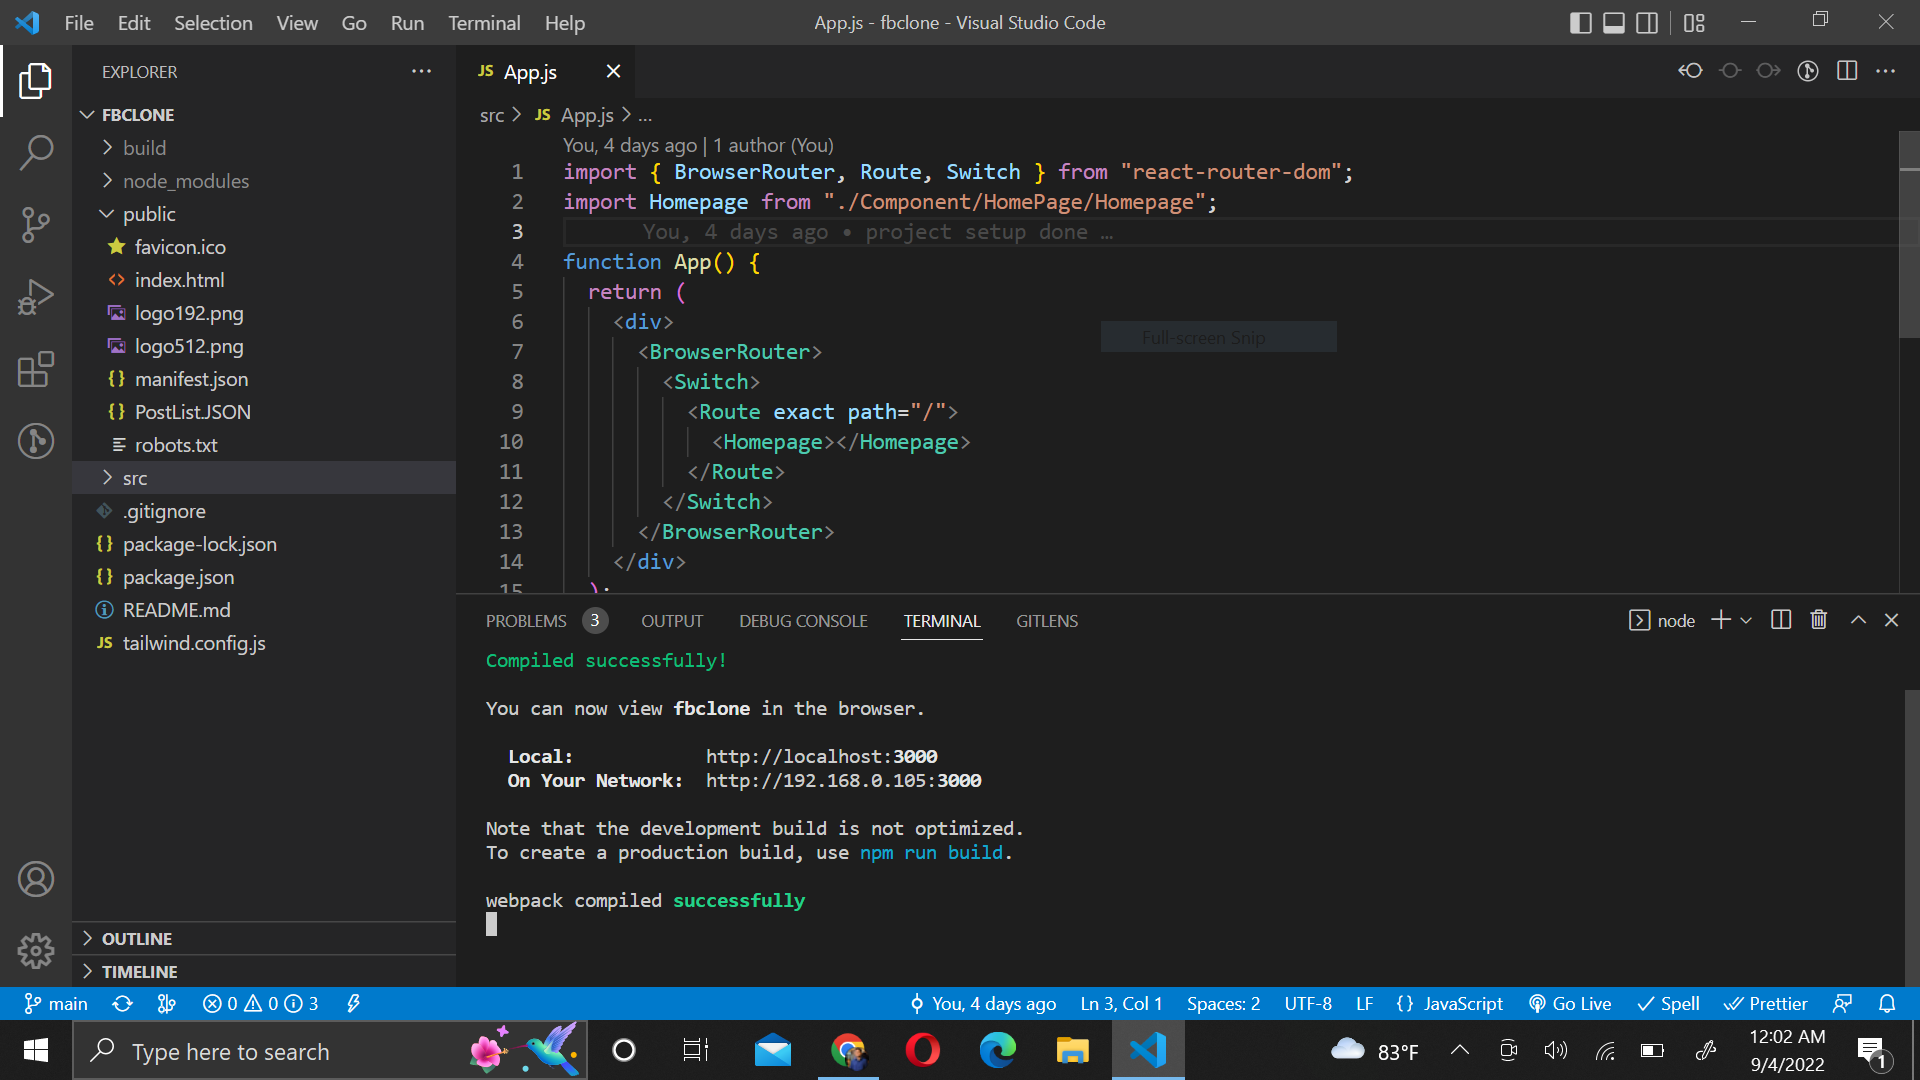 File Edit Selection View Go Run Terminal Help
App.js - fbclone - Visual Studio Code
EXPLORER
FBCLONE
build
node_modules
public
favicon.ico
index.html
logo192.png
logo512.png
manifest.json
PostList.JSON
robots.txt
src
.gitignore
package-lock.json
package.json
README.md
tailwind.config.js
OUTLINE
TIMELINE
JS App.js
src > JS App.js > ...
You, 4 days ago | 1 author (You)
1 import { BrowserRouter, Route, Switch } from "react-router-dom";
2 import Homepage from "./Component/HomePage/Homepage";
3 You, 4 days ago • project setup done …
4 function App() {
5 return (
6 <div>
7 <BrowserRouter>
8 <Switch>
9 <Route exact path="/">
10 <Homepage></Homepage>
11 </Route>
12 </Switch>
13 </BrowserRouter>
14 </div>
15 );
Full-screen Snip
PROBLEMS 3 OUTPUT DEBUG CONSOLE TERMINAL GITLENS
node
Compiled successfully!
You can now view fbclone in the browser.
Local: http://localhost:3000
On Your Network: http://192.168.0.105:3000
Note that the development build is not optimized.
To create a production build, use npm run build.
webpack compiled successfully
main 0 0 3 You, 4 days ago Ln 3, Col 1 Spaces: 2 UTF-8 LF {} JavaScript Go Live Spell Prettier
Type here to search
83°F
12:02 AM
9/4/2022
1